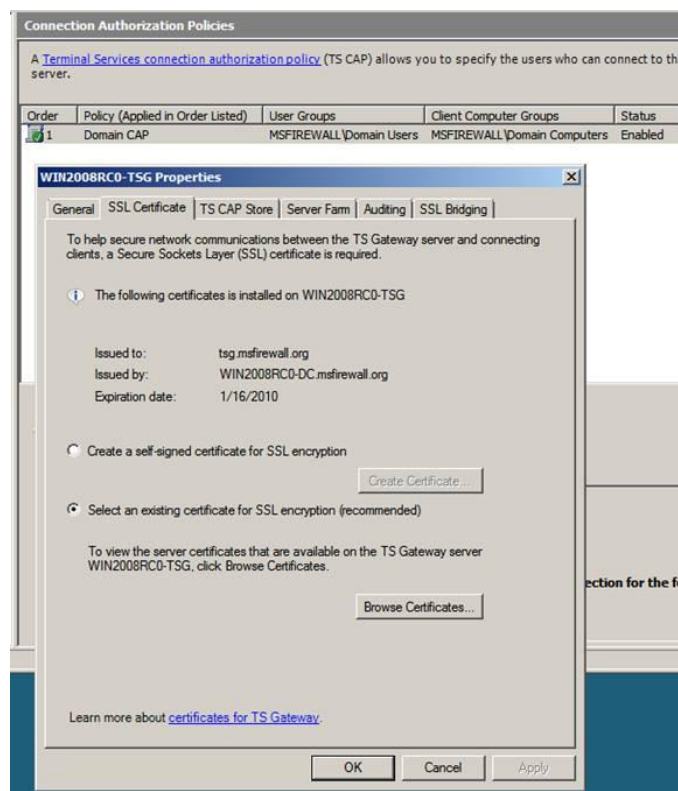 Connection Authorization Policies
A Terminal Services connection authorization policy (TS CAP) allows you to specify the users who can connect to th
server.
Order Policy (Applied in Order Listed) User Groups Client Computer Groups Status
1 Domain CAP MSFIREWALL\Domain Users MSFIREWALL\Domain Computers Enabled
WIN2008RC0-TSG Properties
General SSL Certificate TS CAP Store Server Farm Auditing SSL Bridging
To help secure network communications between the TS Gateway server and connecting
clients, a Secure Sockets Layer (SSL) certificate is required.
The following certificates is installed on WIN2008RC0-TSG
Issued to: tsg.msfirewall.org
Issued by: WIN2008RC0-DC.msfirewall.org
Expiration date: 1/16/2010
Create a self-signed certificate for SSL encryption
Create Certificate...
Select an existing certificate for SSL encryption (recommended)
To view the server certificates that are available on the TS Gateway server
WIN2008RC0-TSG, click Browse Certificates.
ection for the f
Browse Certificates...
Learn more about certificates for TS Gateway.
OK Cancel Apply